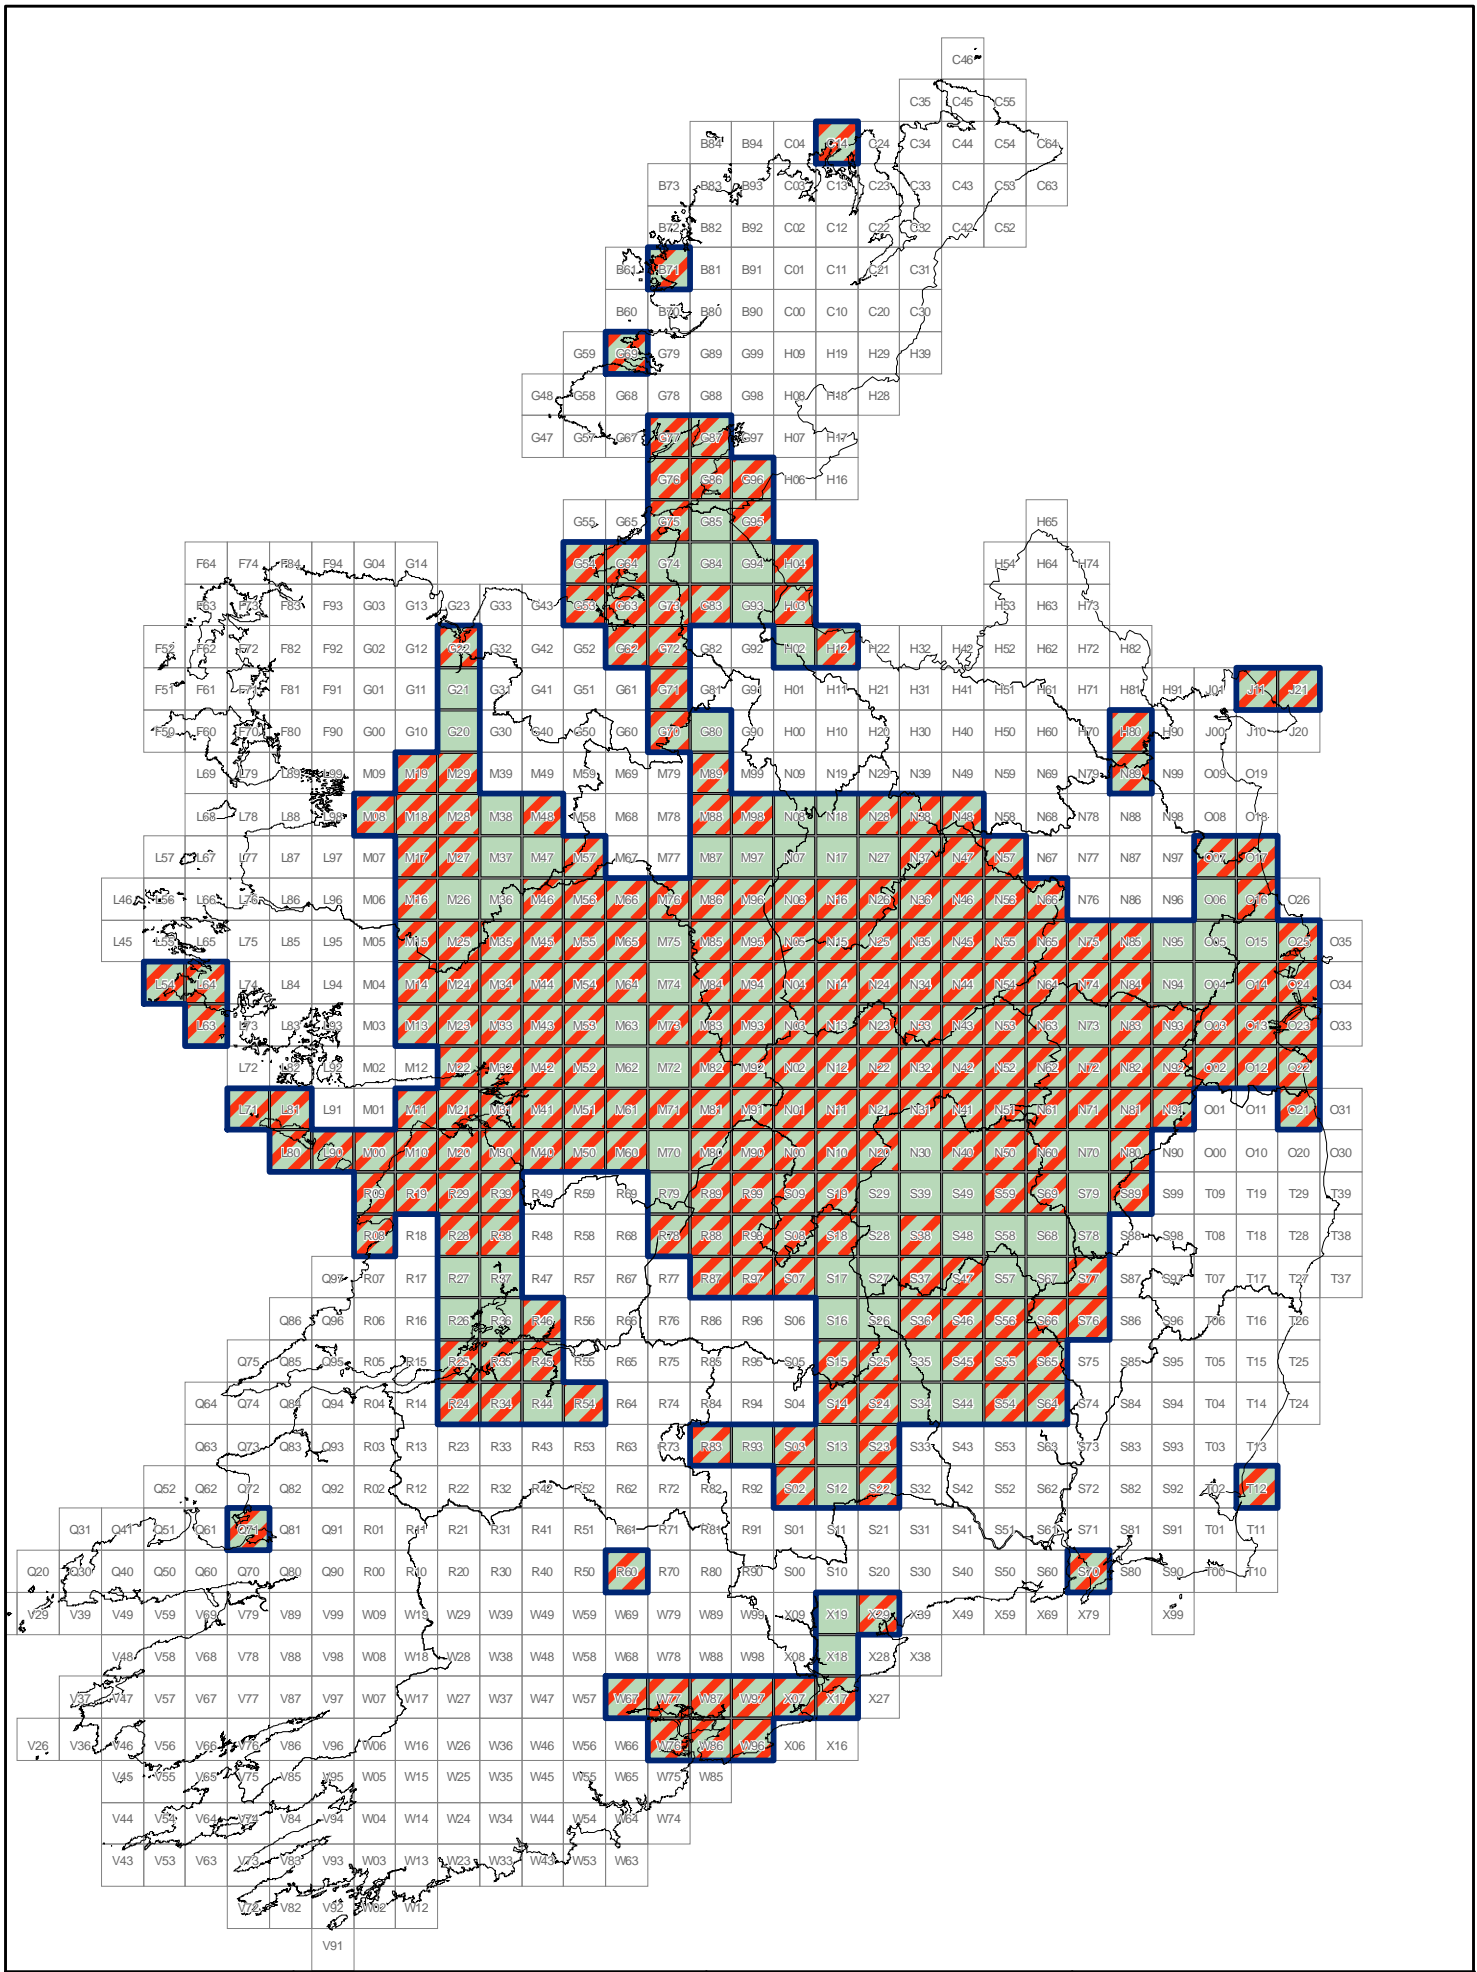 C46
C35 C45 C55
B84 B94 C04 C14 C24 C34 C44 C54 C64
B73 B83 B93 C03 C13 C23 C33 C43 C53 C63
B72 B82 B92 C02 C12 C22 C32 C42 C52
B61 B71 B81 B91 C01 C11 C21 C31
B60 B70 B80 B90 C00 C10 C20 C30
G59 G69 G79 G89 G99 H09 H19 H29 H39
G48 G58 G68 G78 G88 G98 H08 H18 H28
G47 G57 G67 G77 G87 G97 H07 H17
G76 G86 G96 H06 H16
G55 G65 G75 G85 G95 H65
F64 F74 F84 F94 G04 G14 G54 G64 G74 G84 G94 H04 H54 H64 H74
F63 F73 F83 F93 G03 G13 G23 G33 G43 G53 G63 G73 G83 G93 H03 H53 H63 H73
F52 F62 F72 F82 F92 G02 G12 G22 G32 G42 G52 G62 G72 G82 G92 H02 H12 H22 H32 H42 H52 H62 H72 H82
F51 F61 F71 F81 F91 G01 G11 G21 G31 G41 G51 G61 G71 G81 G91 H01 H11 H21 H31 H41 H51 H61 H71 H81 H91 J01 J11 J21
F50 F60 F70 F80 F90 G00 G10 G20 G30 G40 G50 G60 G70 G80 G90 H00 H10 H20 H30 H40 H50 H60 H70 H80 H90 J00 J10 J20
L69 L79 L89 L99 M09 M19 M29 M39 M49 M59 M69 M79 M89 M99 N09 N19 N29 N39 N49 N59 N69 N79 N89 N99 O09 O19
L68 L78 L88 L98 M08 M18 M28 M38 M48 M58 M68 M78 M88 M98 N08 N18 N28 N38 N48 N58 N68 N78 N88 N98 O08 O18
L57 L67 L77 L87 L97 M07 M17 M27 M37 M47 M57 M67 M77 M87 M97 N07 N17 N27 N37 N47 N57 N67 N77 N87 N97 O07 O17
L46 L56 L66 L76 L86 L96 M06 M16 M26 M36 M46 M56 M66 M76 M86 M96 N06 N16 N26 N36 N46 N56 N66 N76 N86 N96 O06 O16 O26
L45 L55 L65 L75 L85 L95 M05 M15 M25 M35 M45 M55 M65 M75 M85 M95 N05 N15 N25 N35 N45 N55 N65 N75 N85 N95 O05 O15 O25 O35
L54 L64 L74 L84 L94 M04 M14 M24 M34 M44 M54 M64 M74 M84 M94 N04 N14 N24 N34 N44 N54 N64 N74 N84 N94 O04 O14 O24 O34
L63 L73 L83 L93 M03 M13 M23 M33 M43 M53 M63 M73 M83 M93 N03 N13 N23 N33 N43 N53 N63 N73 N83 N93 O03 O13 O23 O33
L72 L82 L92 M02 M12 M22 M32 M42 M52 M62 M72 M82 M92 N02 N12 N22 N32 N42 N52 N62 N72 N82 N92 O02 O12 O22
L71 L81 L91 M01 M11 M21 M31 M41 M51 M61 M71 M81 M91 N01 N11 N21 N31 N41 N51 N61 N71 N81 N91 O01 O11 O21 O31
L80 L90 M00 M10 M20 M30 M40 M50 M60 M70 M80 M90 N00 N10 N20 N30 N40 N50 N60 N70 N80 N90 O00 O10 O20 O30
R09 R19 R29 R39 R49 R59 R69 R79 R89 R99 S09 S19 S29 S39 S49 S59 S69 S79 S89 S99 T09 T19 T29 T39
R08 R18 R28 R38 R48 R58 R68 R78 R88 R98 S08 S18 S28 S38 S48 S58 S68 S78 S88 S98 T08 T18 T28 T38
Q97 R07 R17 R27 R37 R47 R57 R67 R77 R87 R97 S07 S17 S27 S37 S47 S57 S67 S77 S87 S97 T07 T17 T27 T37
Q86 Q96 R06 R16 R26 R36 R46 R56 R66 R76 R86 R96 S06 S16 S26 S36 S46 S56 S66 S76 S86 S96 T06 T16 T26
Q75 Q85 Q95 R05 R15 R25 R35 R45 R55 R65 R75 R85 R95 S05 S15 S25 S35 S45 S55 S65 S75 S85 S95 T05 T15 T25
Q64 Q74 Q84 Q94 R04 R14 R24 R34 R44 R54 R64 R74 R84 R94 S04 S14 S24 S34 S44 S54 S64 S74 S84 S94 T04 T14 T24
Q63 Q73 Q83 Q93 R03 R13 R23 R33 R43 R53 R63 R73 R83 R93 S03 S13 S23 S33 S43 S53 S63 S73 S83 S93 T03 T13
Q52 Q62 Q72 Q82 Q92 R02 R12 R22 R32 R42 R52 R62 R72 R82 R92 S02 S12 S22 S32 S42 S52 S62 S72 S82 S92 T02 T12
Q31 Q41 Q51 Q61 Q71 Q81 Q91 R01 R11 R21 R31 R41 R51 R61 R71 R81 R91 S01 S11 S21 S31 S41 S51 S61 S71 S81 S91 T01 T11
Q20 Q30 Q40 Q50 Q60 Q70 Q80 Q90 R00 R10 R20 R30 R40 R50 R60 R70 R80 R90 S00 S10 S20 S30 S40 S50 S60 S70 S80 S90 T00 T10
V29 V39 V49 V59 V69 V79 V89 V99 W09 W19 W29 W39 W49 W59 W69 W79 W89 W99 X09 X19 X29 X39 X49 X59 X69 X79 X99
V48 V58 V68 V78 V88 V98 W08 W18 W28 W38 W48 W58 W68 W78 W88 W98 X08 X18 X28 X38
V37 V47 V57 V67 V77 V87 V97 W07 W17 W27 W37 W47 W57 W67 W77 W87 W97 X07 X17 X27
V26 V36 V46 V56 V66 V76 V86 V96 W06 W16 W26 W36 W46 W56 W66 W76 W86 W96 X06 X16
V45 V55 V65 V75 V85 V95 W05 W15 W25 W35 W45 W55 W65 W75 W85
V44 V54 V64 V74 V84 V94 W04 W14 W24 W34 W44 W54 W64 W74
V43 V53 V63 V73 V83 V93 W03 W13 W23 W33 W43 W53 W63
V72 V82 V92 W02 W12
V91